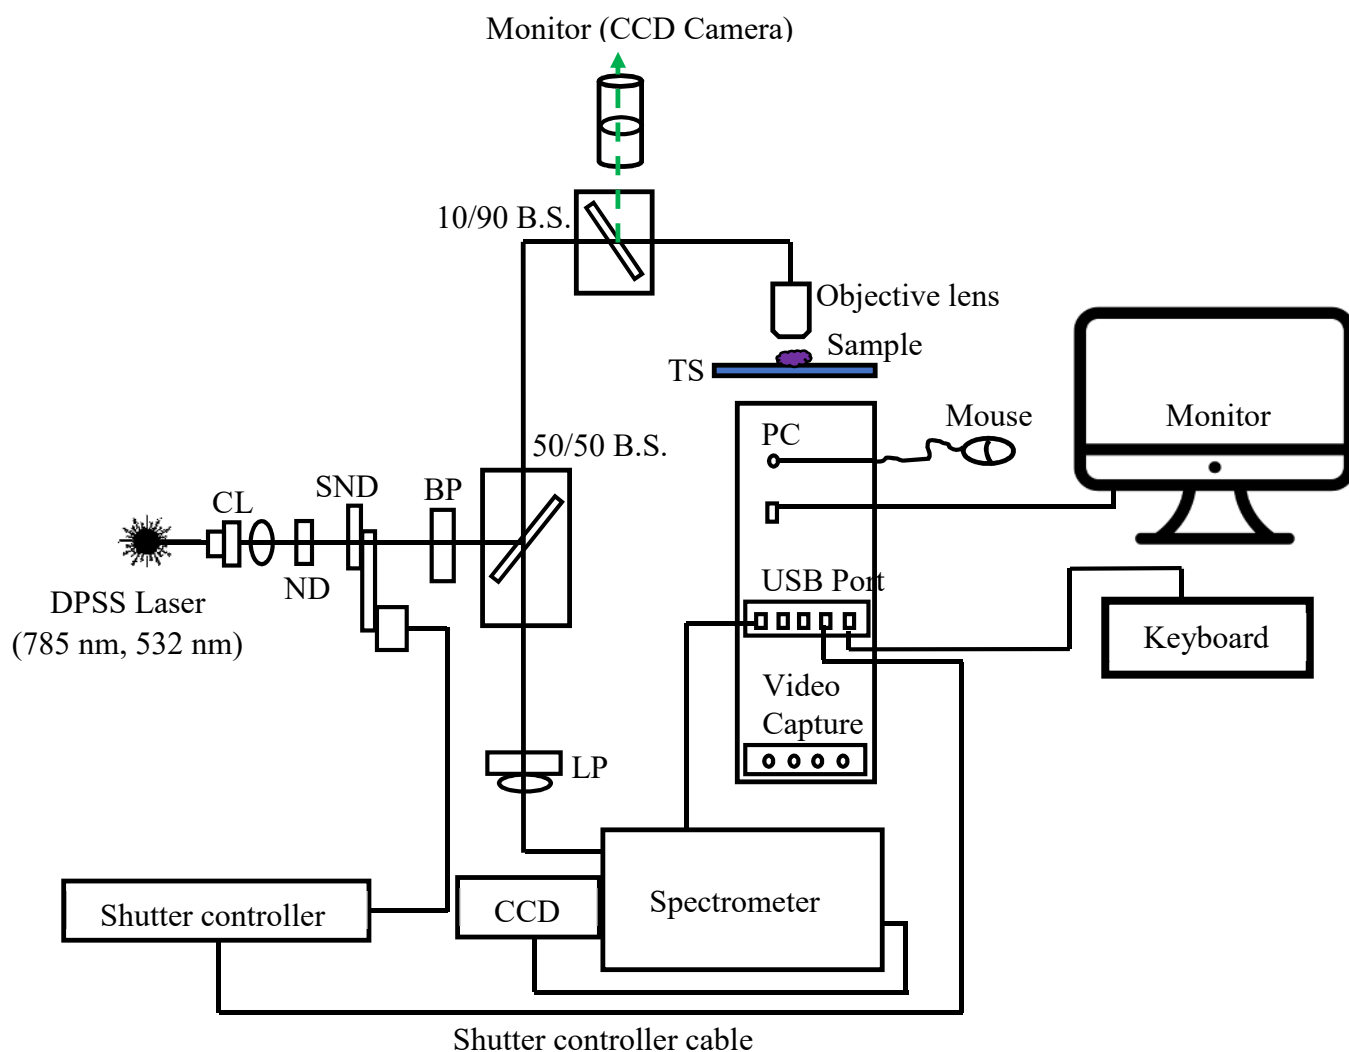 Monitor (CCD Camera)
10/90 B.S.
Objective lens
Sample
TS
Mouse
PC
Monitor
50/50 B.S.
SND
BP
CL
ND
DPSS Laser
(785 nm, 532 nm)
USB Port
Keyboard
Video
Capture
LP
Shutter controller
CCD
Spectrometer
Shutter controller cable